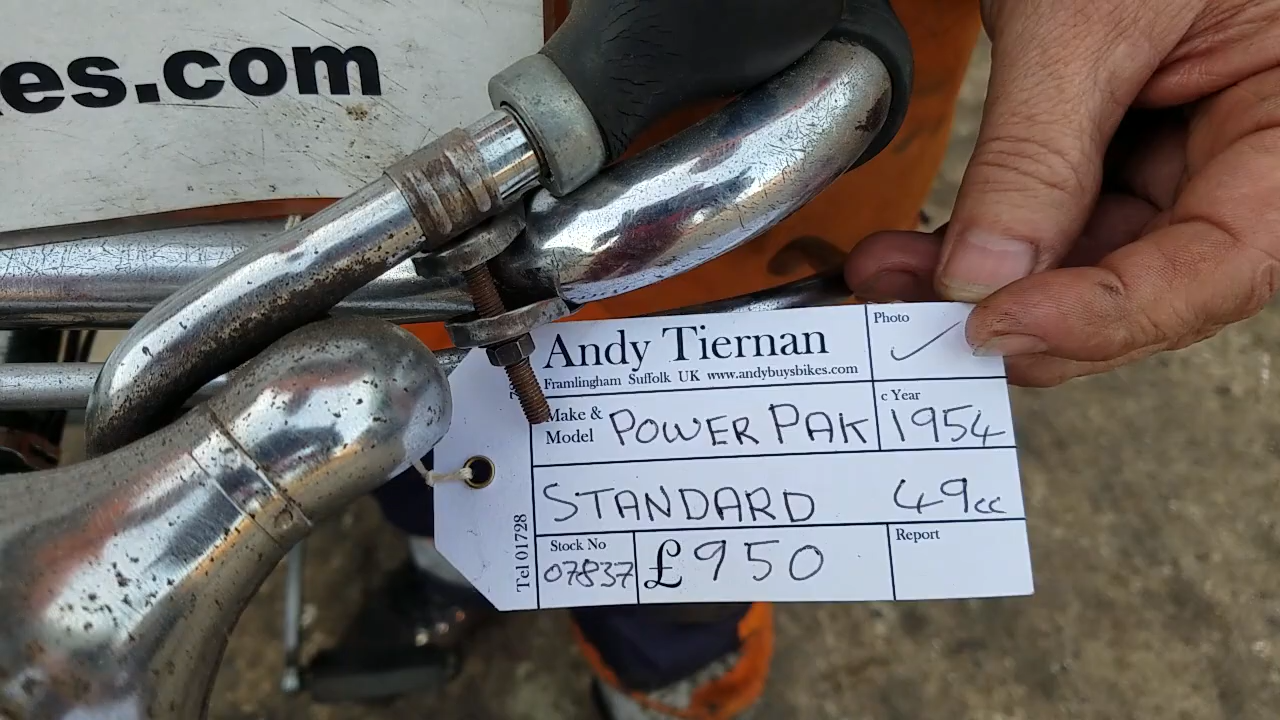 es.com
Andy Tiernan
Framlingham Suffolk UK www.andybuysbikes.com
Photo
Make & Model POWER PAK
c Year 1954
STANDARD 49cc
Stock No 07837
£950
Report
Tel 01728